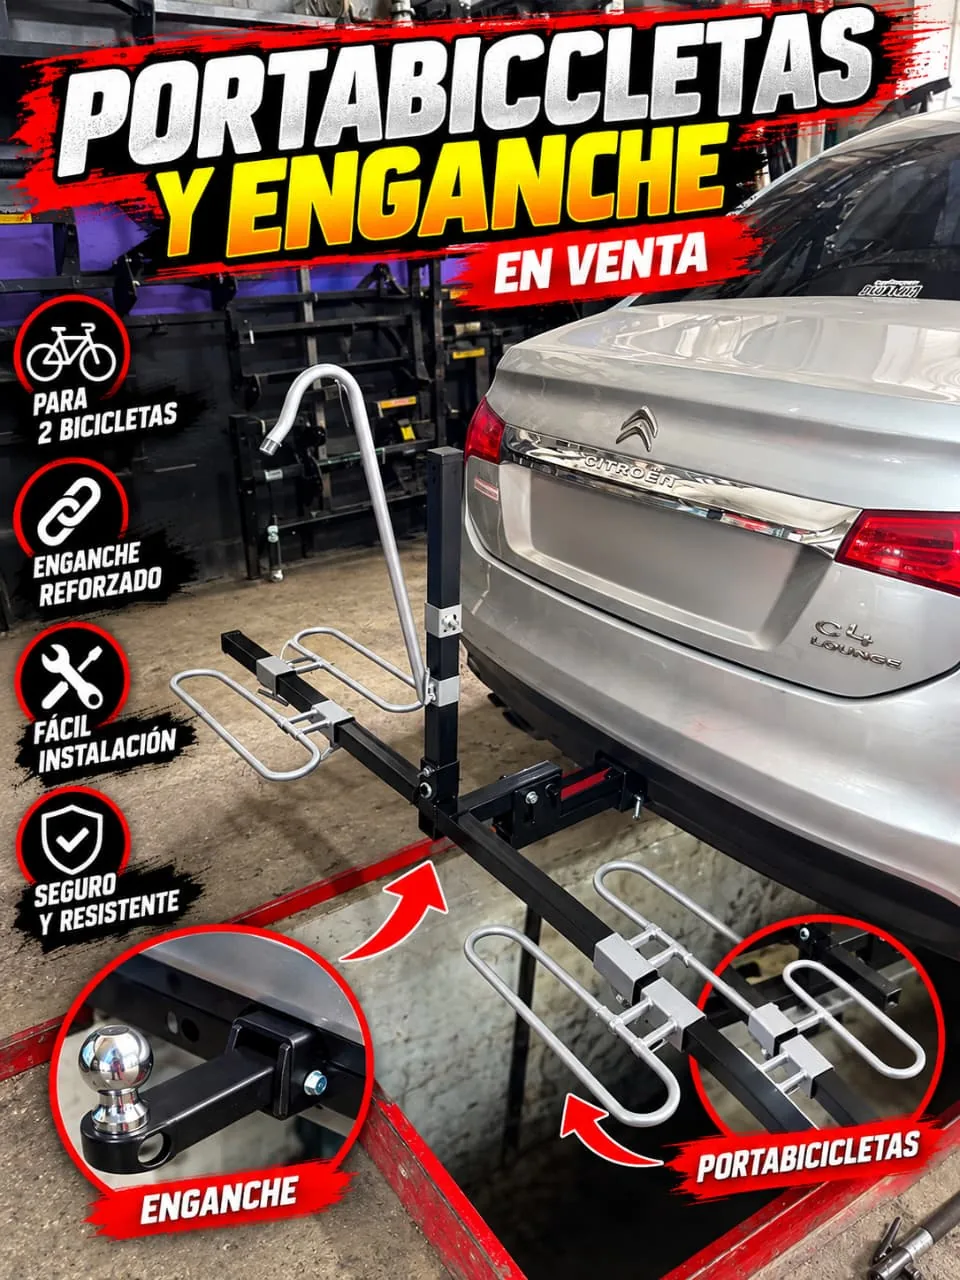 PORTABICCLETAS
Y ENGANCHE
EN VENTA
PARA
2 BICICLETAS
ENGANCHE
REFORZADO
FÁCIL
INSTALACIÓN
SEGURO
Y RESISTENTE
CITROËN
C4
LOUNGE
ENGANCHE
PORTABICICLETAS